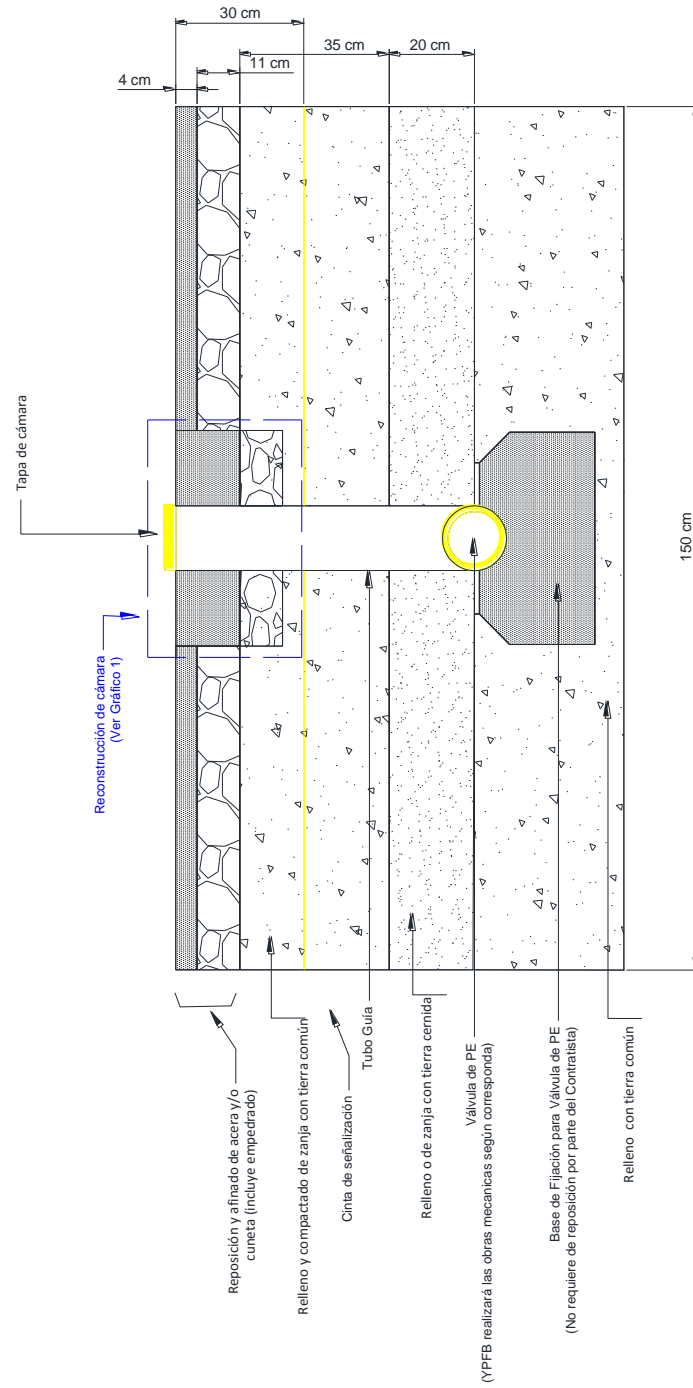 30 cm
35 cm
20 cm
11 cm
4 cm
Tapa de cámara
Reconstrucción de cámara
(Ver Gráfico 1)
150 cm
Reposición y afinado de acera y/o
cuneta (incluye empedrado)
Relleno y compactado de zanja con tierra común
Cinta de señalización
Tubo Guía
Relleno o de zanja con tierra cernida
Válvula de PE
(YPFB realizará las obras mecanicas según corresponda)
Base de Fijación para Válvula de PE
(No requiere de reposición por parte del Contratista)
Relleno con tierra común